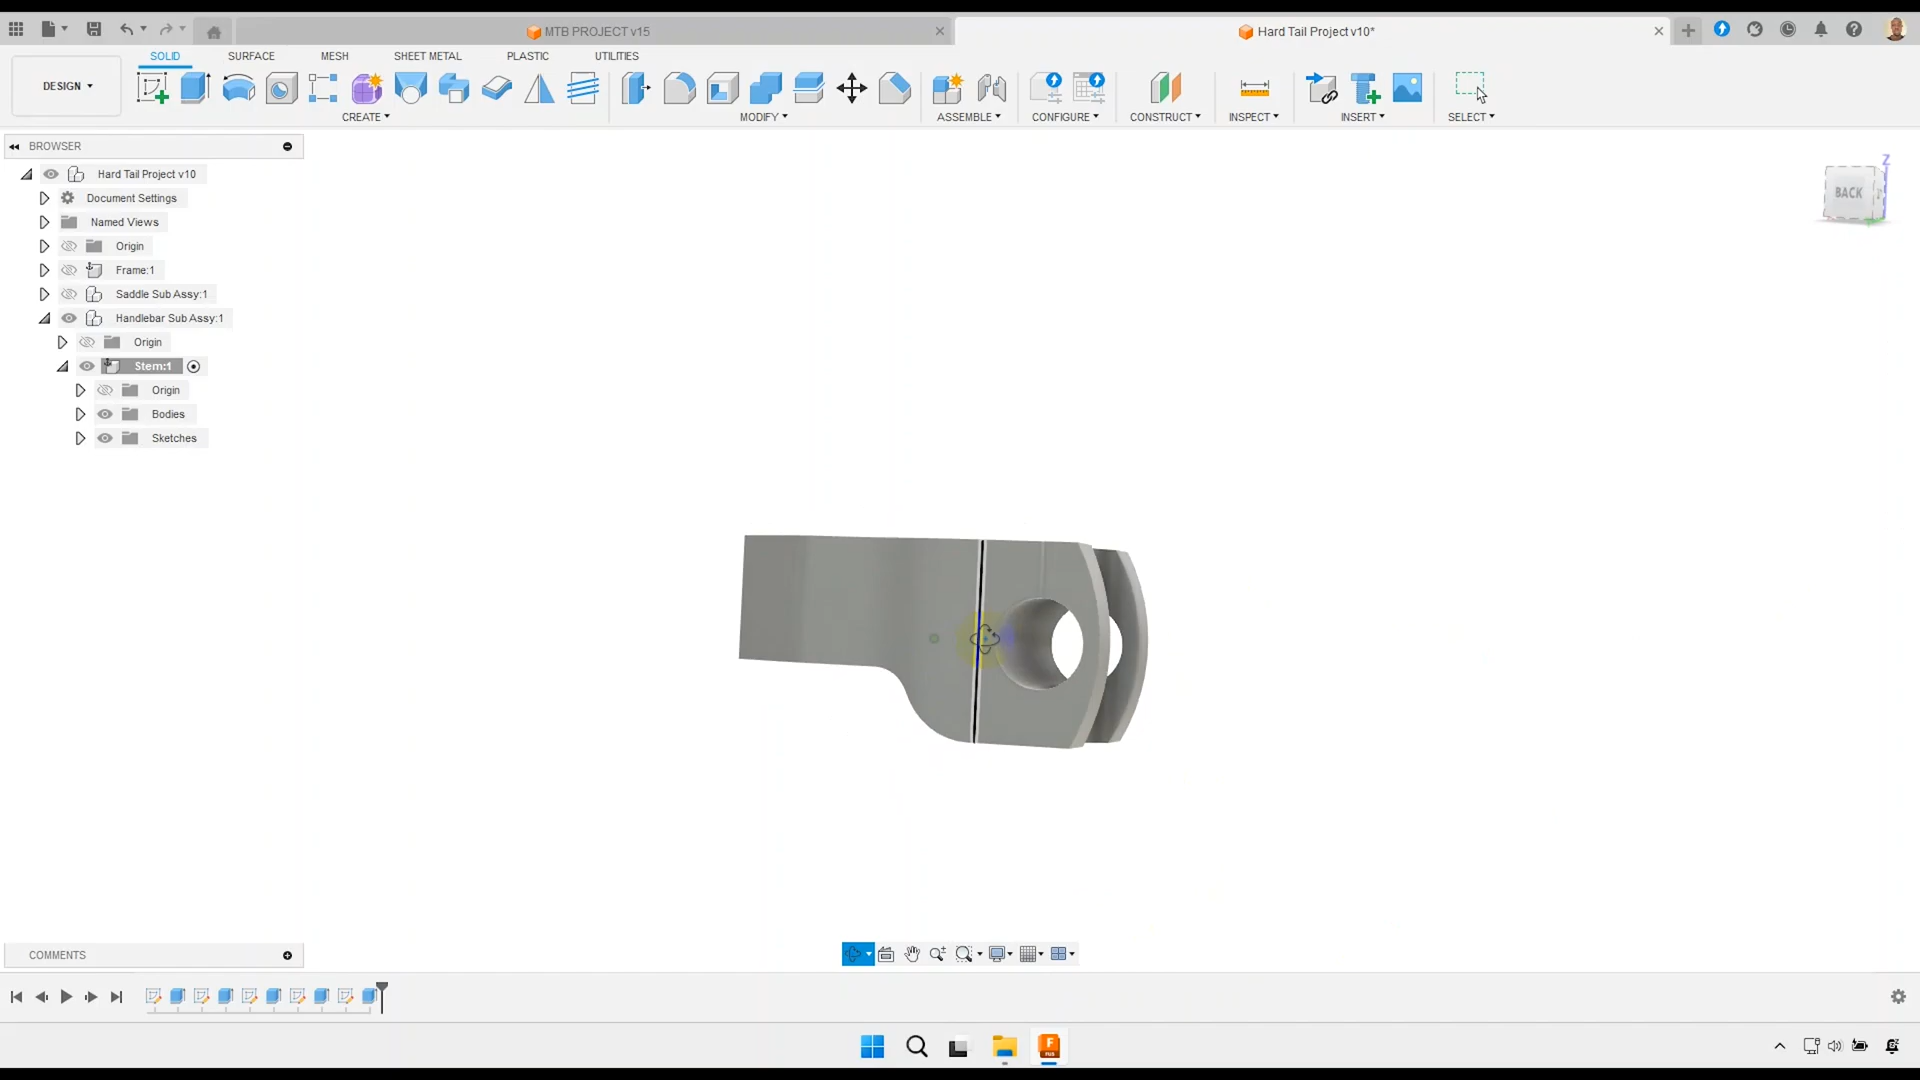 MTB PROJECT v15
Hard Tail Project v10*
SOLID SURFACE MESH SHEET METAL PLASTIC UTILITIES
DESIGN
CREATE MODIFY ASSEMBLE CONFIGURE CONSTRUCT INSPECT INSERT SELECT
BROWSER
Hard Tail Project v10
Document Settings
Named Views
Origin
Frame:1
Saddle Sub Assy:1
Handlebar Sub Assy:1
Origin
Stem:1
Origin
Bodies
Sketches
Z
BACK
COMMENTS
F